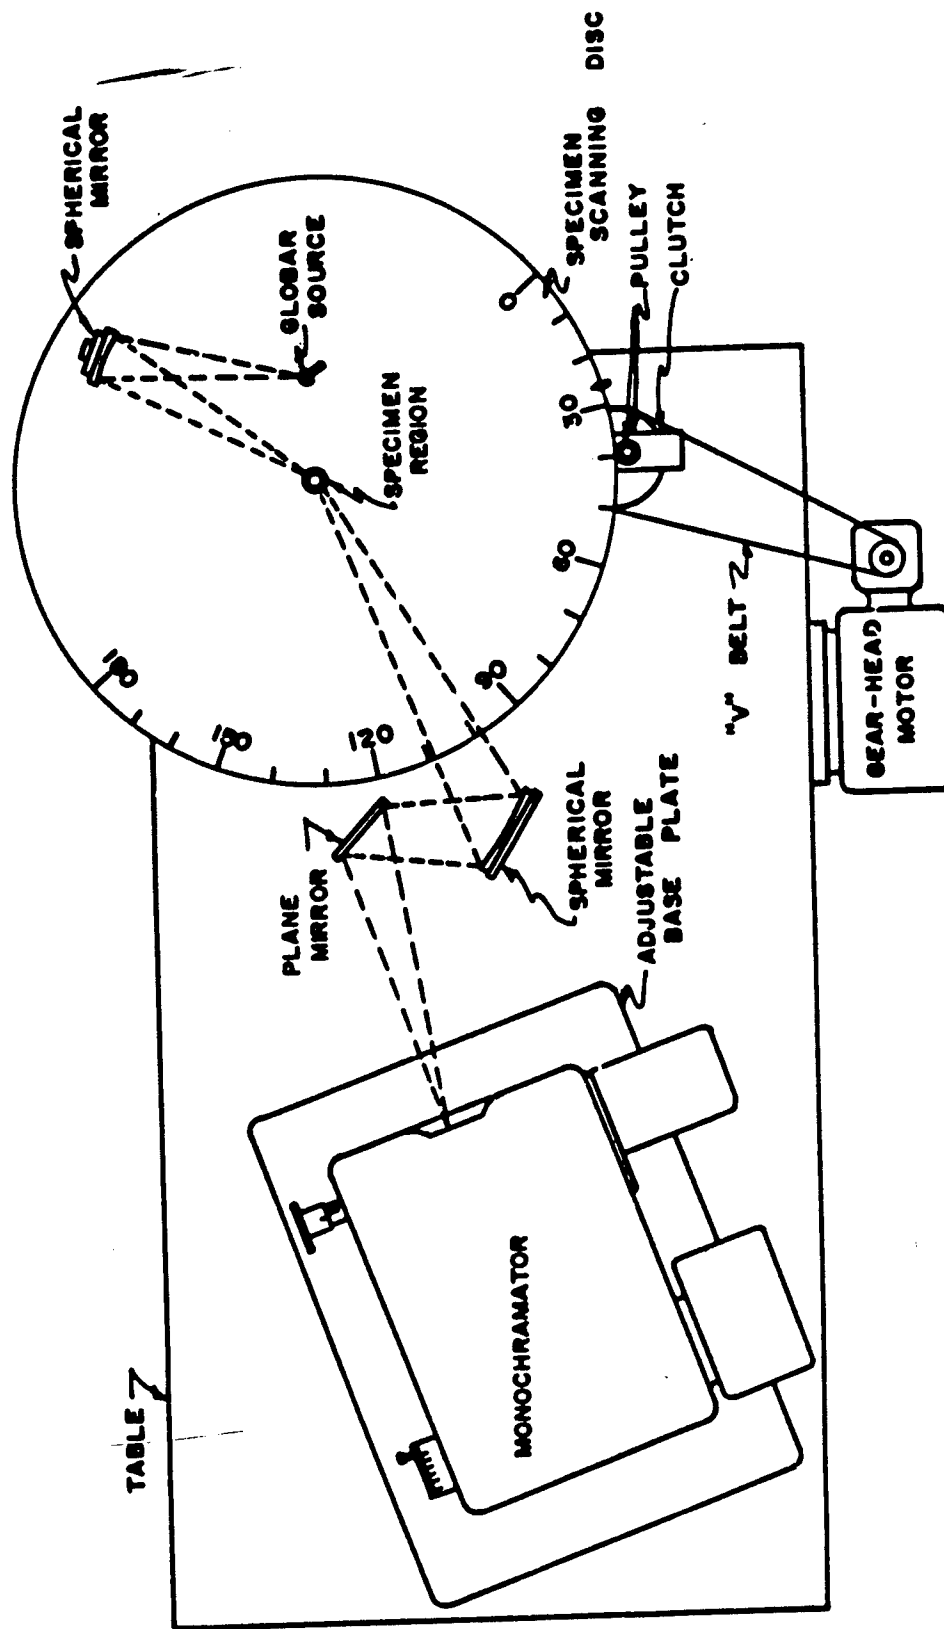 SPHERICAL
MIRROR
GLOBAR
SOURCE
SPECIMEN
REGION
SPECIMEN
SCANNING DISC
PULLEY
CLUTCH
0
30
60
90
120
150
180
"V" BELT
GEAR-HEAD
MOTOR
PLANE
MIRROR
SPHERICAL
MIRROR
ADJUSTABLE
BASE PLATE
MONOCHRAMATOR
TABLE